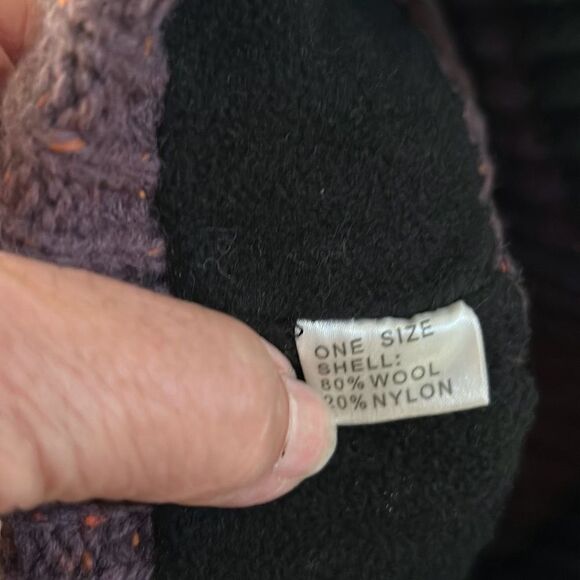 ONE SIZE
SHELL:
80% WOOL
20% NYLON